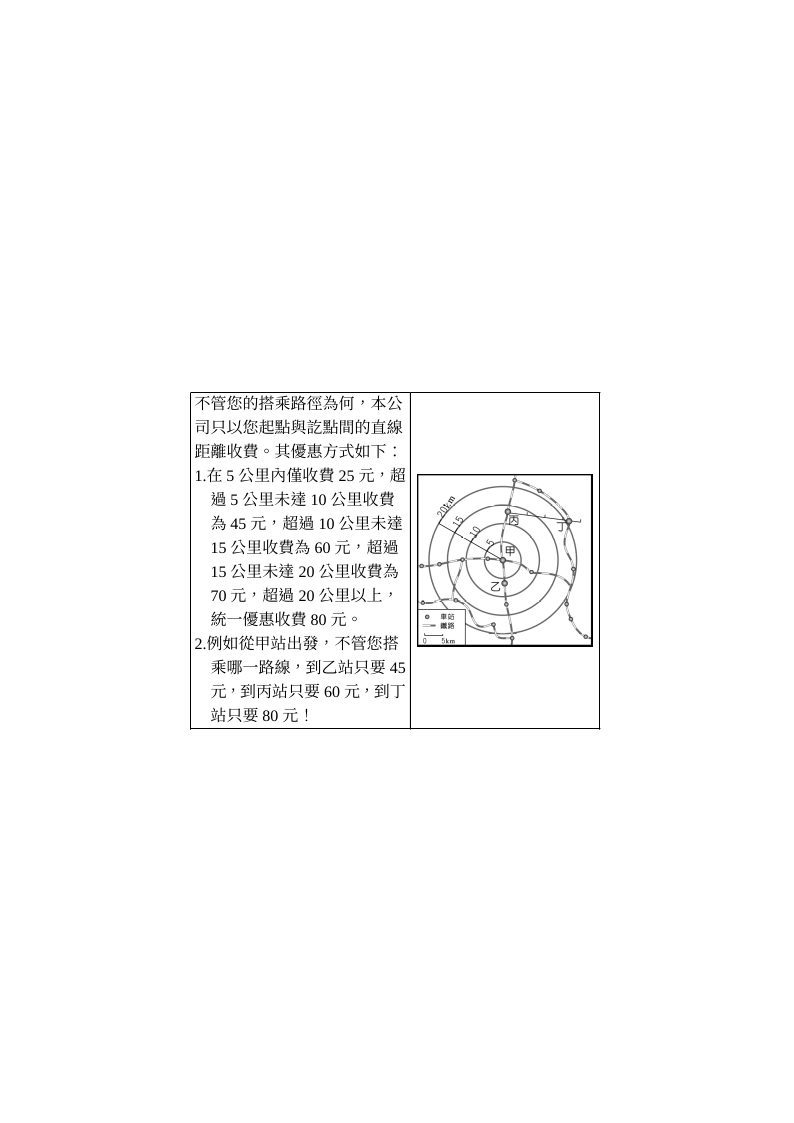 不管您的搭乘路徑為何，本公
司只以您起點與訖點間的直線
距離收費。其優惠方式如下：
1.在 5 公里內僅收費 25 元，超
過 5 公里未達 10 公里收費
為 45 元，超過 10 公里未達
15 公里收費為 60 元，超過
15 公里未達 20 公里收費為
70 元，超過 20 公里以上，
統一優惠收費 80 元。
2.例如從甲站出發，不管您搭
乘哪一路線，到乙站只要 45
元，到丙站只要 60 元，到丁
站只要 80 元！
20km
15
10
5
丙
丁
甲
乙
車站
鐵路
0 5km